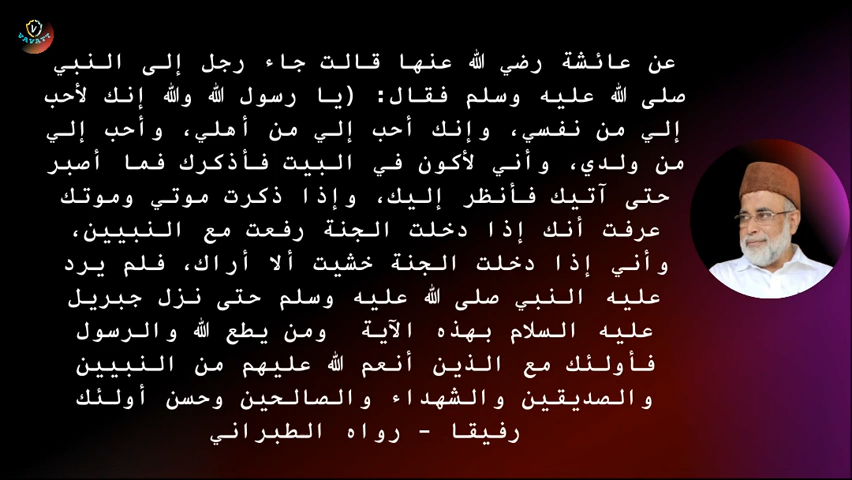 VAVATT
عن عائشة رضي الله عنها قالت جاء رجل إلى النبي
صلى الله عليه وسلم فقال: (يا رسول الله والله إنك لأحب
إلي من نفسي، وإنك أحب إلي من أهلي، وأحب إلي
من ولدي، وأني لأكون في البيت فأذكرك فما أصبر
حتى آتيك فأنظر إليك، وإذا ذكرت موتي وموتك
عرفت أنك إذا دخلت الجنة رفعت مع النبيين،
وأني إذا دخلت الجنة خشيت ألا أراك، فلم يرد
عليه النبي صلى الله عليه وسلم حتى نزل جبريل
عليه السلام بهذه الآية ومن يطع الله والرسول
فأولئك مع الذين أنعم الله عليهم من النبيين
والصديقين والشهداء والصالحين وحسن أولئك
رفيقا - رواه الطبراني